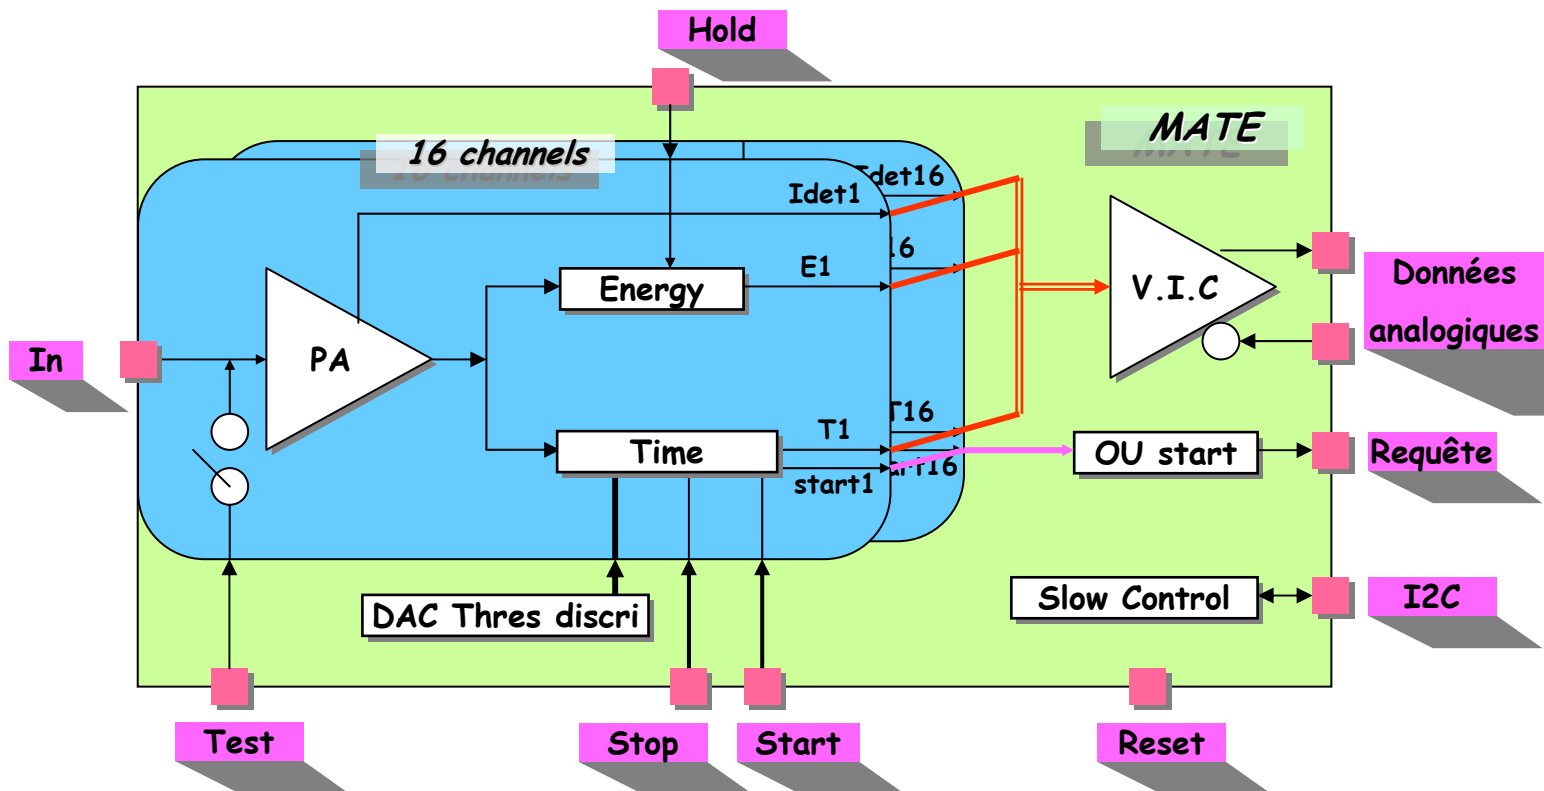 Hold
MATE
16 channels
Idet16
Idet1
16
E1
V.I.C
Données
analogiques
Energy
In
PA
T16
T1
Time
OU start
Requête
art16
start1
DAC Thres discri
Slow Control
I2C
Test
Stop
Start
Reset